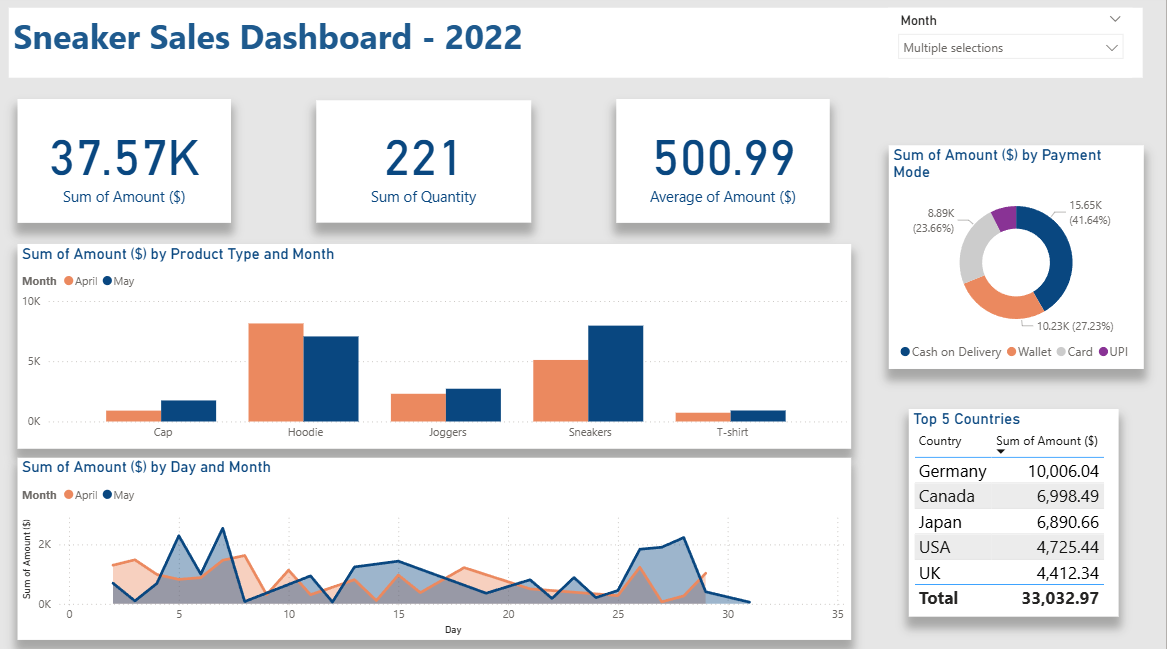 Sneaker Sales Dashboard - 2022
Month
Multiple selections
37.57K
Sum of Amount ($)
221
Sum of Quantity
500.99
Average of Amount ($)
Sum of Amount ($) by Payment
Mode
8.89K
(23.66%)
15.65K
(41.64%)
10.23K (27.23%)
Cash on Delivery Wallet Card UPI
Sum of Amount ($) by Product Type and Month
Month April May
10K
5K
0K
Cap Hoodie Joggers Sneakers T-shirt
Sum of Amount ($) by Day and Month
Month April May
Sum of Amount ($)
2K
0K
0 5 10 15 20 25 30 35
Day
Top 5 Countries
Country Sum of Amount ($)
Germany 10,006.04
Canada 6,998.49
Japan 6,890.66
USA 4,725.44
UK 4,412.34
Total 33,032.97